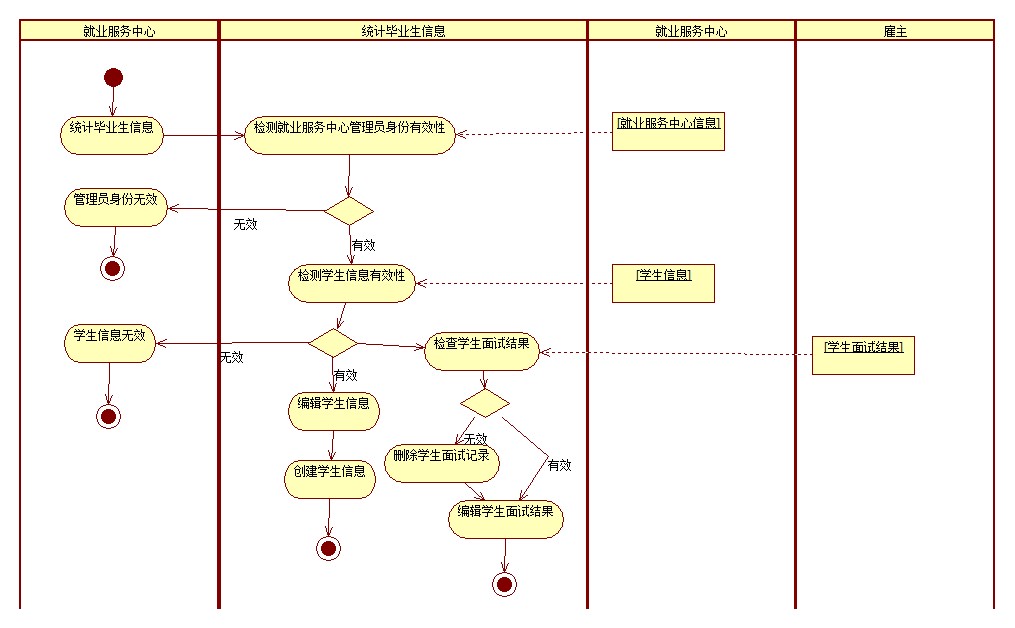 就业服务中心
统计毕业生信息
就业服务中心
雇主
统计毕业生信息
检测就业服务中心管理员身份有效性
[就业服务中心信息]
管理员身份无效
无效
有效
检测学生信息有效性
[学生信息]
学生信息无效
无效
检查学生面试结果
[学生面试结果]
有效
编辑学生信息
无效
删除学生面试记录
有效
创建学生信息
编辑学生面试结果